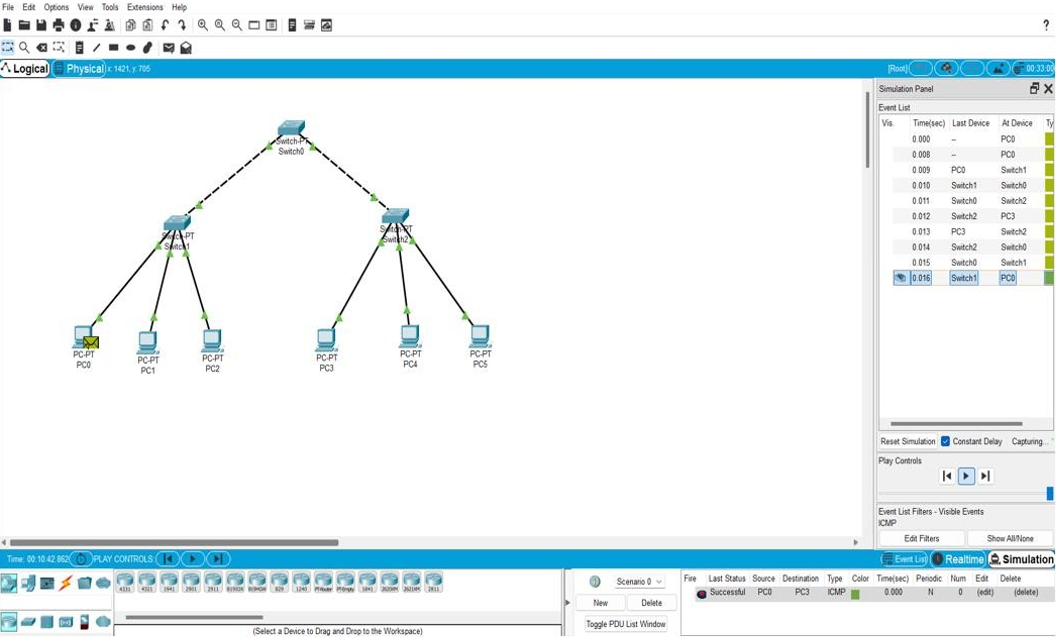 File Edit Options View Tools Extensions Help
?
Logical Physical x: 1421, y: 705 [Root] 00:33:00
Simulation Panel
Event List
Vis. Time(sec) Last Device At Device Ty
0.000 -- PC0
0.008 -- PC0
0.009 PC0 Switch1
0.010 Switch1 Switch0
0.011 Switch0 Switch2
0.012 Switch2 PC3
0.013 PC3 Switch2
0.014 Switch2 Switch0
0.015 Switch0 Switch1
0.016 Switch1 PC0
Switch-PT
Switch0
Switch-PT
Switch1
Switch-PT
Switch2
PC-PT
PC0
PC-PT
PC1
PC-PT
PC2
PC-PT
PC3
PC-PT
PC4
PC-PT
PC5
Reset Simulation Constant Delay Capturing...
Play Controls
Event List Filters - Visible Events
ICMP
Edit Filters Show All/None
Time: 00:10:42.862 PLAY CONTROLS: Event List Realtime Simulation
4331 4321 1941 2901 2911 829 1240 1841 2620XM 2621XM 2811
(Select a Device to Drag and Drop to the Workspace)
Scenario 0
New Delete
Toggle PDU List Window
Fire Last Status Source Destination Type Color Time(sec) Periodic Num Edit Delete
Successful PC0 PC3 ICMP 0.000 N 0 (edit) (delete)